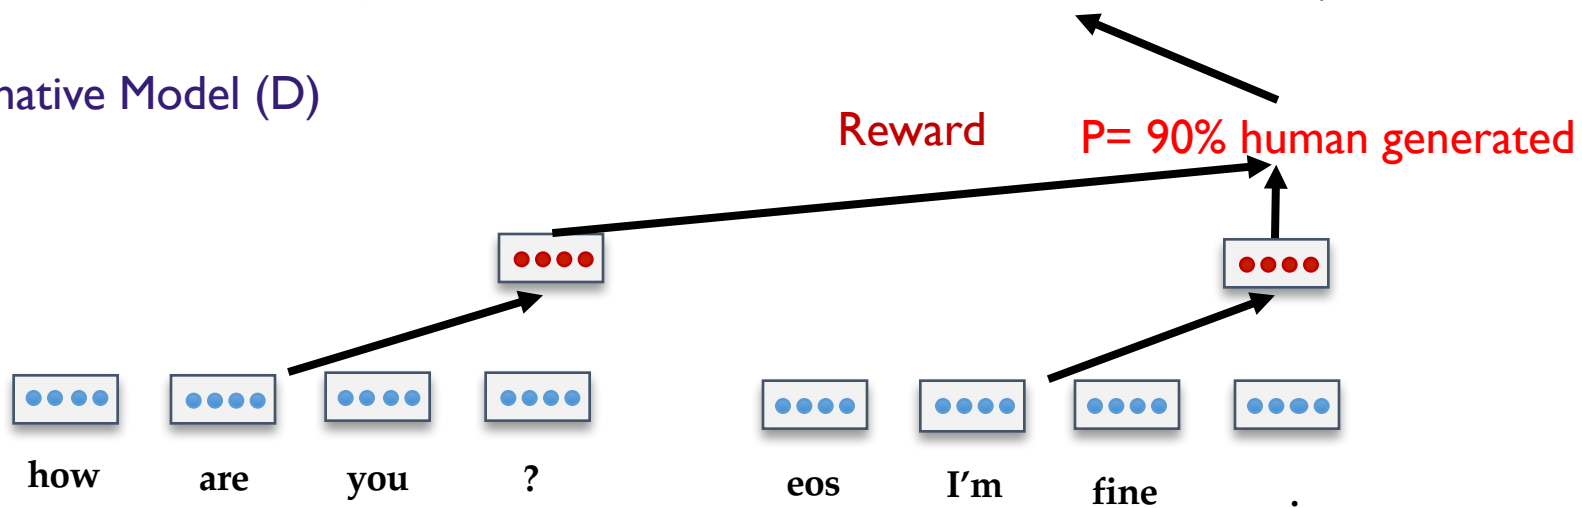 native Model (D)
Reward
P= 90% human generated
how are you ? eos I'm fine .